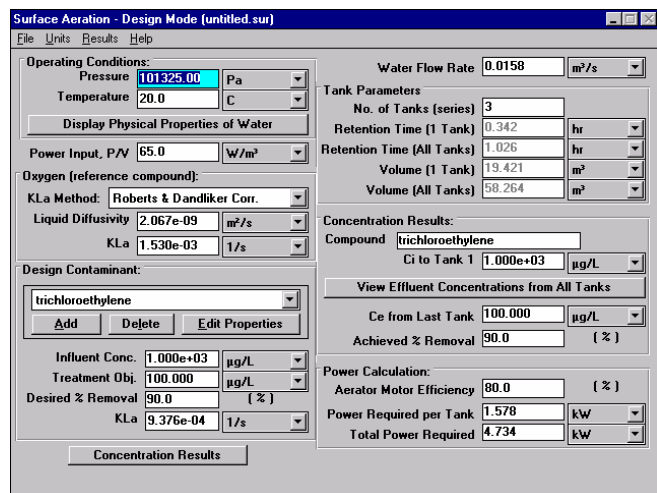 Surface Aeration - Design Mode (untitled.sur)
File Units Results Help
Operating Conditions:
Pressure 101325.00 Pa
Temperature 20.0 C
Display Physical Properties of Water
Power Input, P/V 65.0 W/m³
Oxygen (reference compound):
KLa Method: Roberts & Dandliker Corr.
Liquid Diffusivity 2.067e-09 m²/s
KLa 1.530e-03 1/s
Design Contaminant:
trichloroethylene
Add Delete Edit Properties
Influent Conc. 1.000e+03 µg/L
Treatment Obj. 100.000 µg/L
Desired % Removal 90.0 (%)
KLa 9.376e-04 1/s
Concentration Results
Water Flow Rate 0.0158 m³/s
Tank Parameters
No. of Tanks (series) 3
Retention Time (1 Tank) 0.342 hr
Retention Time (All Tanks) 1.026 hr
Volume (1 Tank) 19.421 m³
Volume (All Tanks) 58.264 m³
Concentration Results:
Compound trichloroethylene
Ci to Tank 1 1.000e+03 µg/L
View Effluent Concentrations from All Tanks
Ce from Last Tank 100.000 µg/L
Achieved % Removal 90.0 (%)
Power Calculation:
Aerator Motor Efficiency 80.0 (%)
Power Required per Tank 1.578 kW
Total Power Required 4.734 kW